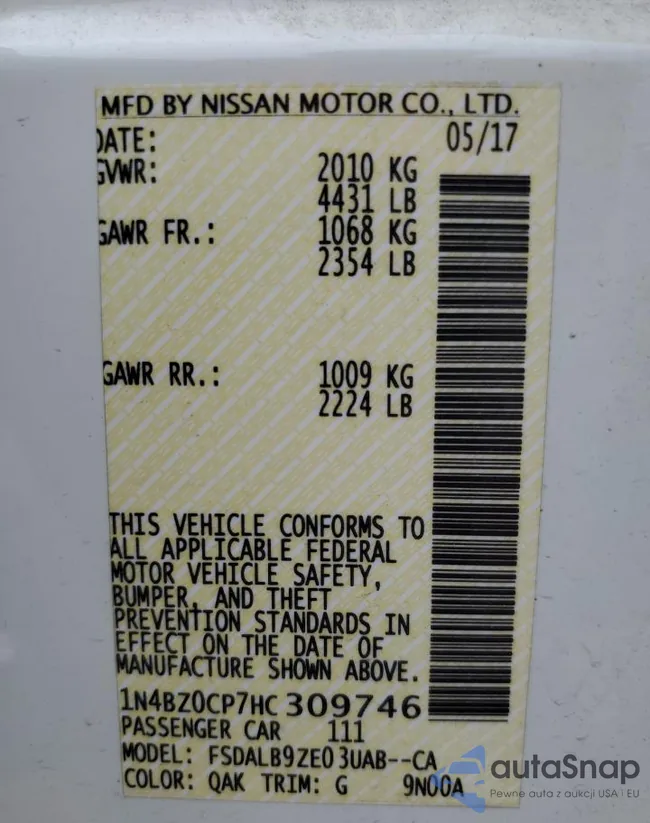 MFD BY NISSAN MOTOR CO., LTD.
DATE: 05/17
GVWR: 2010 KG
4431 LB
GAWR FR.: 1068 KG
2354 LB
GAWR RR.: 1009 KG
2224 LB
THIS VEHICLE CONFORMS TO
ALL APPLICABLE FEDERAL
MOTOR VEHICLE SAFETY,
BUMPER, AND THEFT
PREVENTION STANDARDS IN
EFFECT ON THE DATE OF
MANUFACTURE SHOWN ABOVE.
1N4BZ0CP7HC309746
PASSENGER CAR 111
MODEL: FSDALB9ZE03UAB--CA
COLOR: QAK TRIM: G 9N00A
autaSnap
Pewne auta z aukcji USA i EU